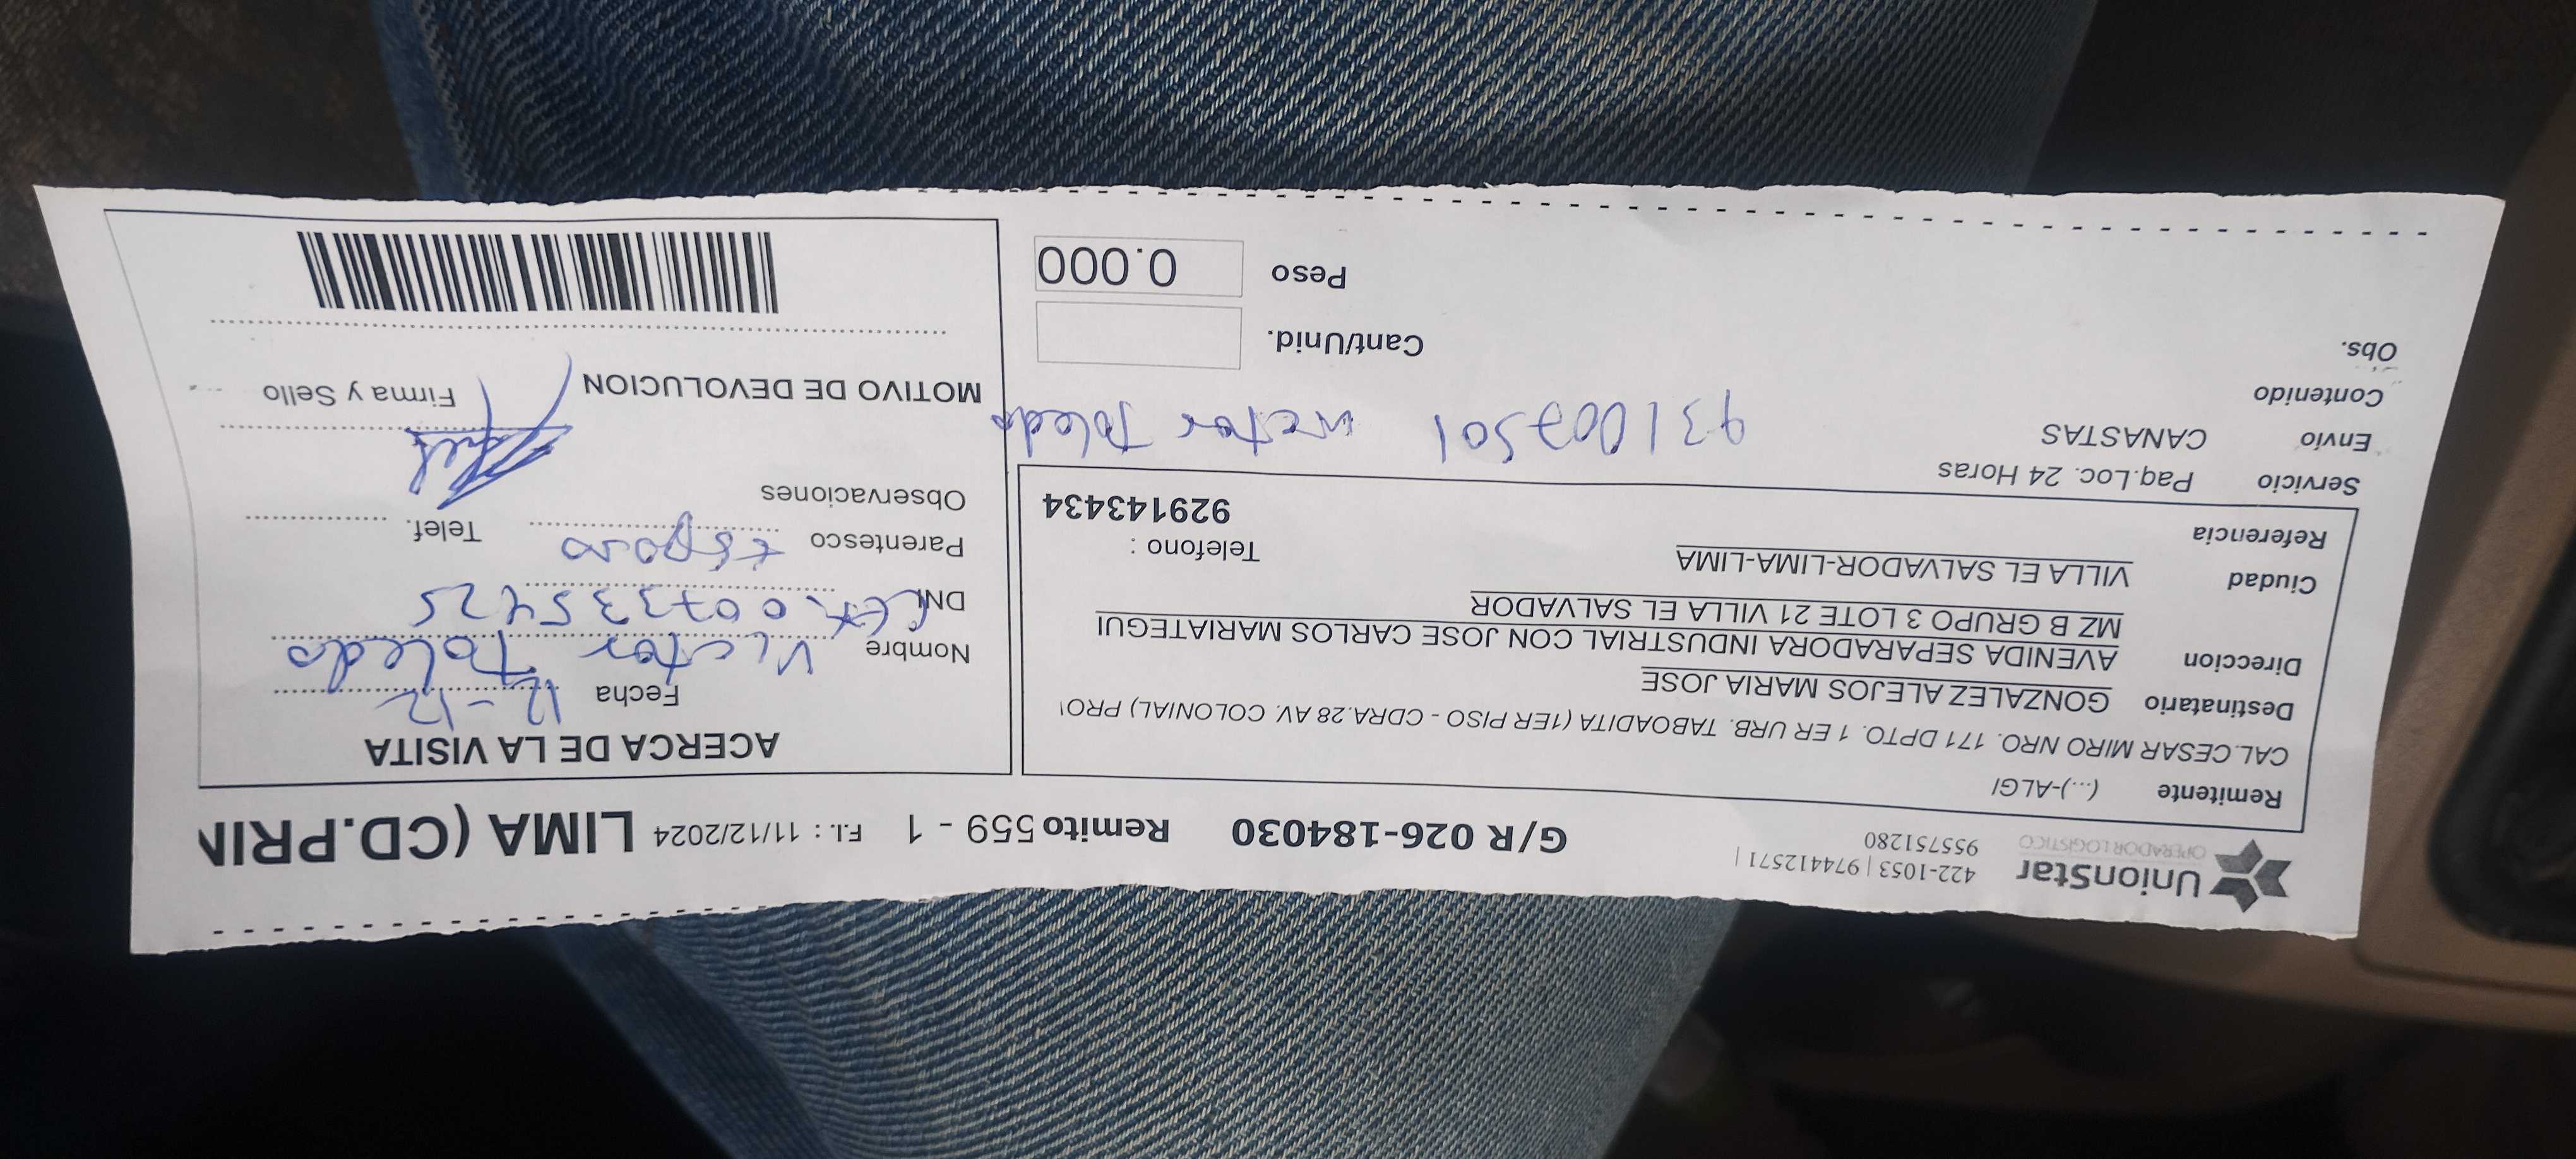 UnionStar
OPERADOR LOGISTICO
422-1053 | 974412571 |
955751280
G/R 026-184030 Remito 559 - 1 F.I.: 11/12/2024 LIMA (CD.PRIN
Remitente (...)-ALGI
CAL.CESAR MIRO NRO. 171 DPTO. 1 ER URB. TABOADITA (1ER PISO - CDRA.28 AV. COLONIAL) PRO
Destinatario GONZALEZ ALEJOS MARIA JOSE
Direccion AVENIDA SEPARADORA INDUSTRIAL CON JOSE CARLOS MARIATEGUI
MZ B GRUPO 3 LOTE 21 VILLA EL SALVADOR
Ciudad VILLA EL SALVADOR-LIMA-LIMA
Telefono :
929143434
Referencia
Servicio Paq.Loc. 24 Horas
Envío CANASTAS
931007501 victor Toledo
Contenido
Obs.
Cant/Unid.
Peso 0.000
ACERCA DE LA VISITA
Fecha 12-12
Nombre Victor Toledo
DNI CEX. 007335425
Parentesco Esposo Telef.
Observaciones
MOTIVO DE DEVOLUCION Firma y Sello